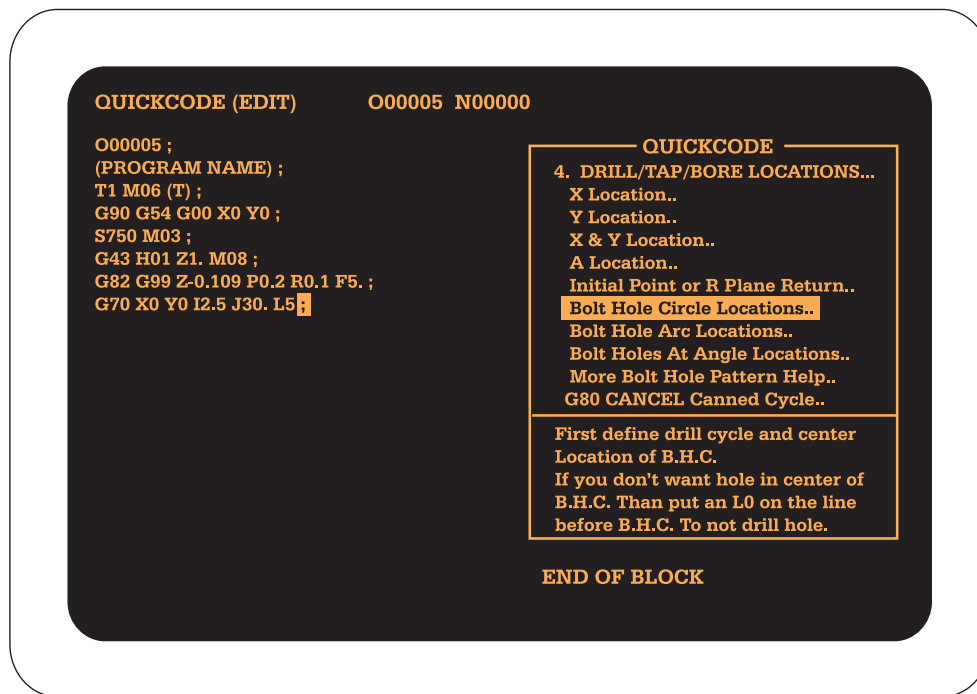 QUICKCODE (EDIT) O00005 N00000
O00005 ;
(PROGRAM NAME) ;
T1 M06 (T) ;
G90 G54 G00 X0 Y0 ;
S750 M03 ;
G43 H01 Z1. M08 ;
G82 G99 Z-0.109 P0.2 R0.1 F5. ;
G70 X0 Y0 I2.5 J30. L5 ;
QUICKCODE
4. DRILL/TAP/BORE LOCATIONS...
X Location..
Y Location..
X & Y Location..
A Location..
Initial Point or R Plane Return..
Bolt Hole Circle Locations..
Bolt Hole Arc Locations..
Bolt Holes At Angle Locations..
More Bolt Hole Pattern Help..
G80 CANCEL Canned Cycle..
First define drill cycle and center
Location of B.H.C.
If you don't want hole in center of
B.H.C. Than put an L0 on the line
before B.H.C. To not drill hole.
END OF BLOCK